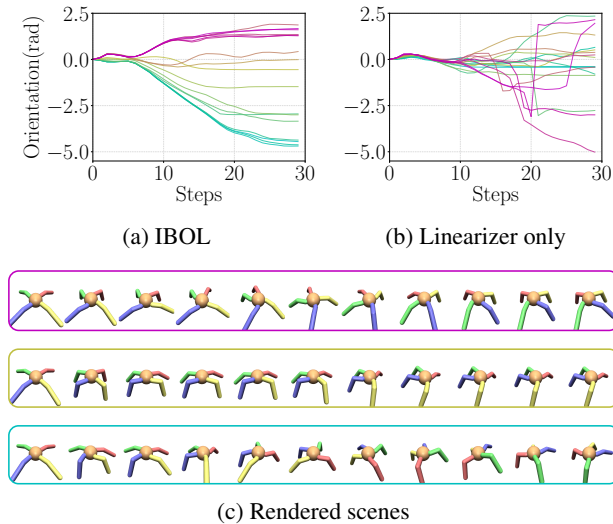 2.5
0.0
−2.5
−5.0
Orientation(rad)
0
10
20
30
Steps
(a) IBOL
2.5
0.0
−2.5
−5.0
0
10
20
30
Steps
(b) Linearizer only
(c) Rendered scenes